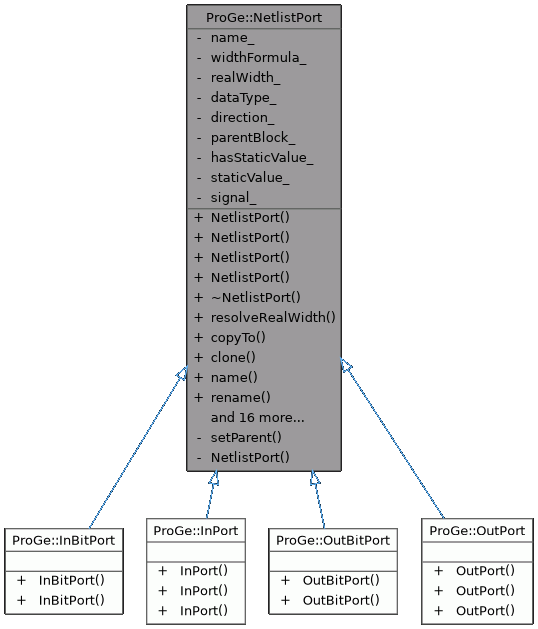 ProGe::NetlistPort
- name_
- widthFormula_
- realWidth_
- dataType_
- direction_
- parentBlock_
- hasStaticValue_
- staticValue_
- signal_
+ NetlistPort()
+ NetlistPort()
+ NetlistPort()
+ NetlistPort()
+ ~NetlistPort()
+ resolveRealWidth()
+ copyTo()
+ clone()
+ name()
+ rename()
and 16 more...
- setParent()
- NetlistPort()
ProGe::InBitPort
+ InBitPort()
+ InBitPort()
ProGe::InPort
+ InPort()
+ InPort()
+ InPort()
ProGe::OutBitPort
+ OutBitPort()
+ OutBitPort()
ProGe::OutPort
+ OutPort()
+ OutPort()
+ OutPort()